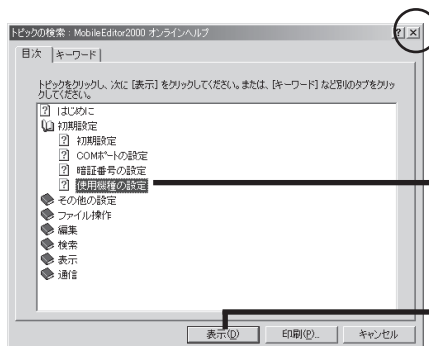 トピックの検索 : MobileEditor2000 オンラインヘルプ
目次 キーワード
トピックをクリックし、次に [表示] をクリックしてください。または、[キーワード] など別のタブをクリッ
クしてください。
? はじめに
初期設定
? 初期設定
? COMポートの設定
? 暗証番号の設定
? 使用機種の設定
その他の設定
ファイル操作
編集
検索
表示
通信
表示(D) 印刷(P)... キャンセル